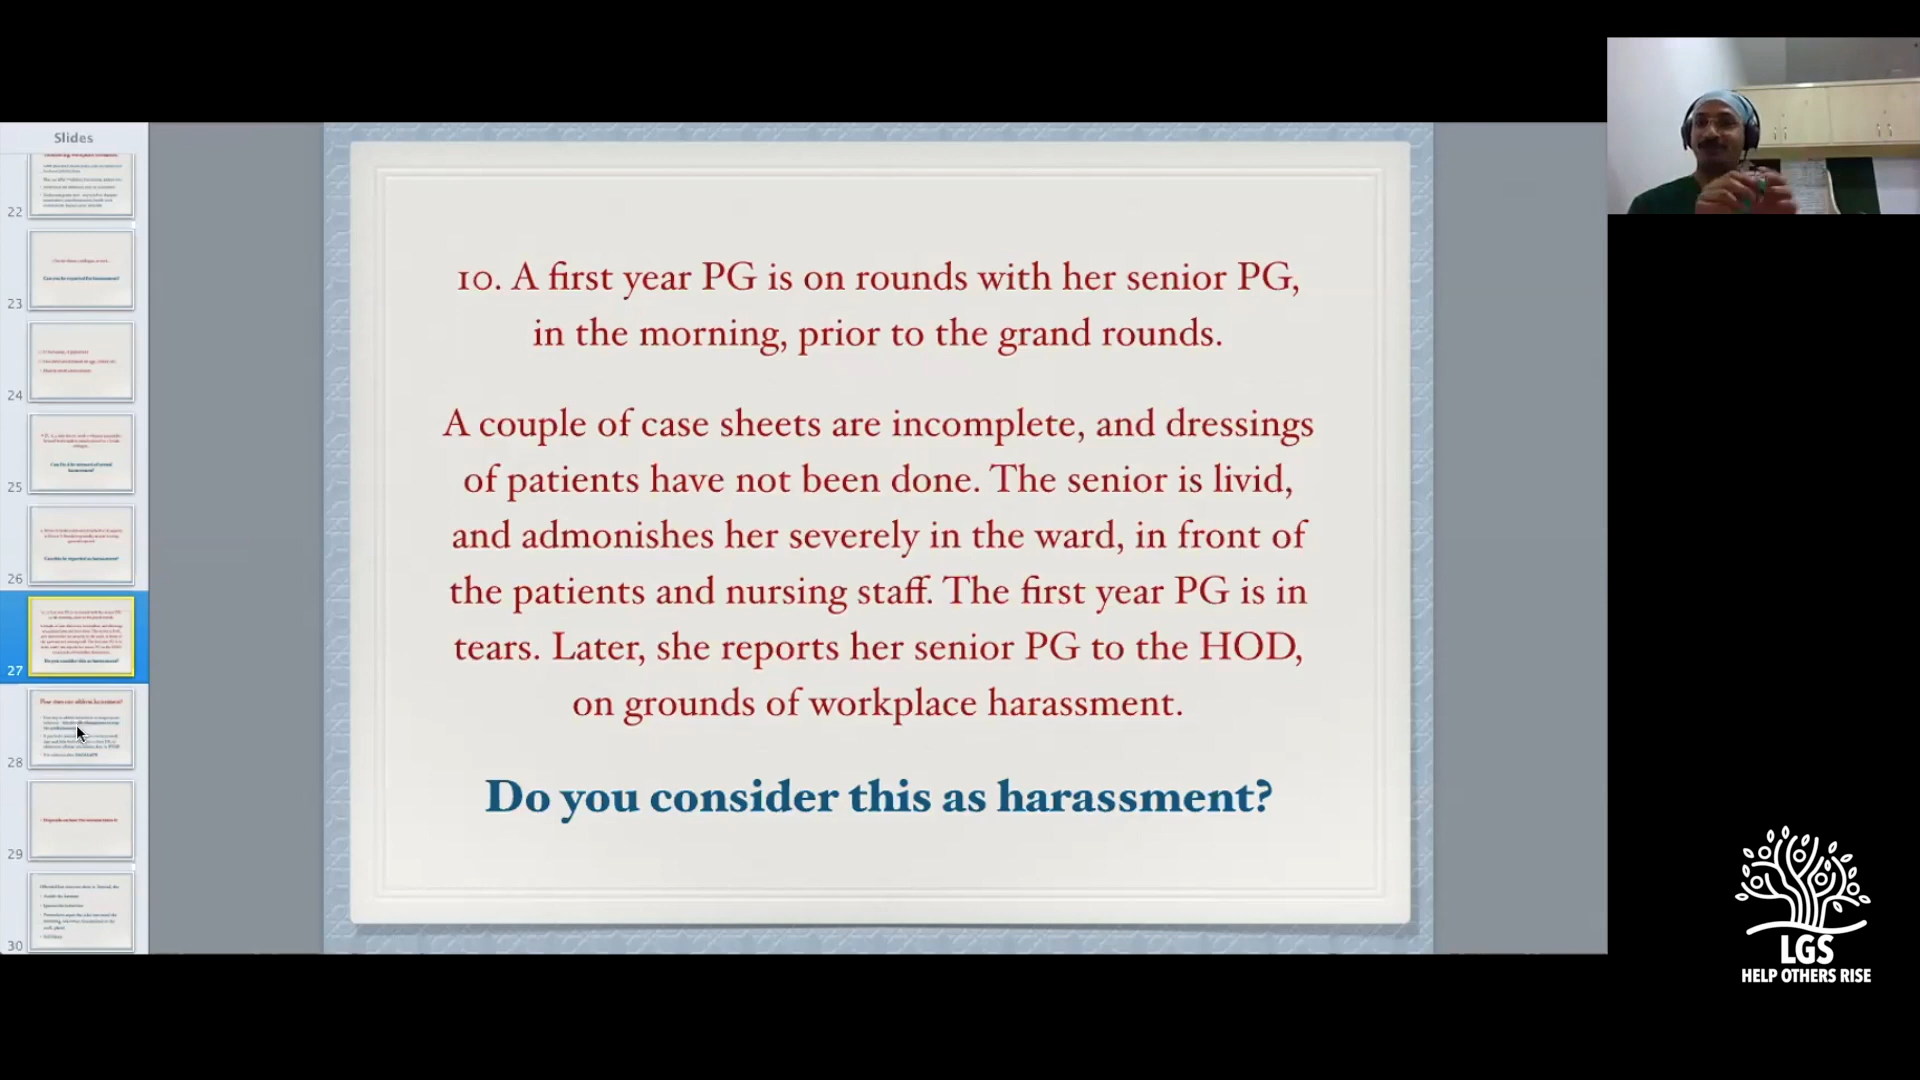 Slides
22
23
24
25
26
27
28
29
30
10. A first year PG is on rounds with her senior PG,
in the morning, prior to the grand rounds.
A couple of case sheets are incomplete, and dressings
of patients have not been done. The senior is livid,
and admonishes her severely in the ward, in front of
the patients and nursing staff. The first year PG is in
tears. Later, she reports her senior PG to the HOD,
on grounds of workplace harassment.
Do you consider this as harassment?
LGS
HELP OTHERS RISE